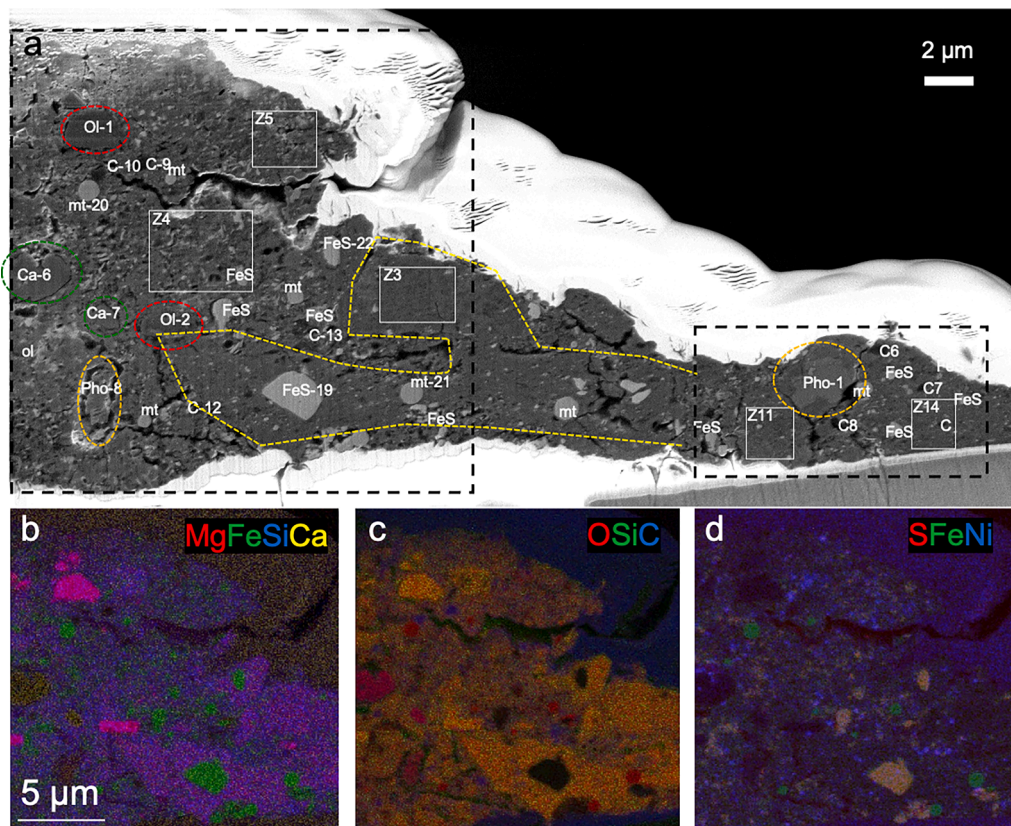 a
2 µm
Ol-1
Z5
C-10 C-9
mt
mt-20
Z4
FeS-22
Ca-6
FeS
mt
Z3
Ca-7
Ol-2
FeS
FeS
C-13
ol
C6
FeS
Pho-8
FeS-19
mt-21
Pho-1
mt
C7
FeS
mt
C-12
FeS
mt
FeS
Z11
C8
FeS
Z14
C
b
MgFeSiCa
5 µm
c
OSiC
d
SFeNi